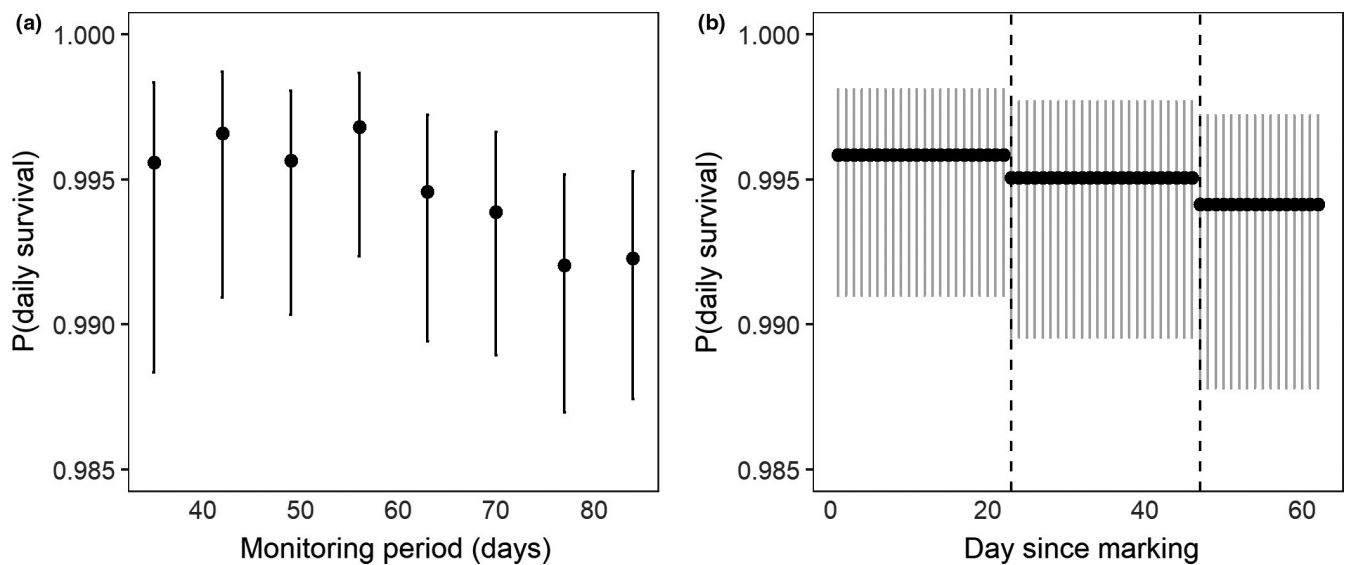 (a)
1.000
0.995
0.990
0.985
P(daily survival)
40 50 60 70 80
Monitoring period (days)
(b)
1.000
0.995
0.990
0.985
P(daily survival)
0 20 40 60
Day since marking